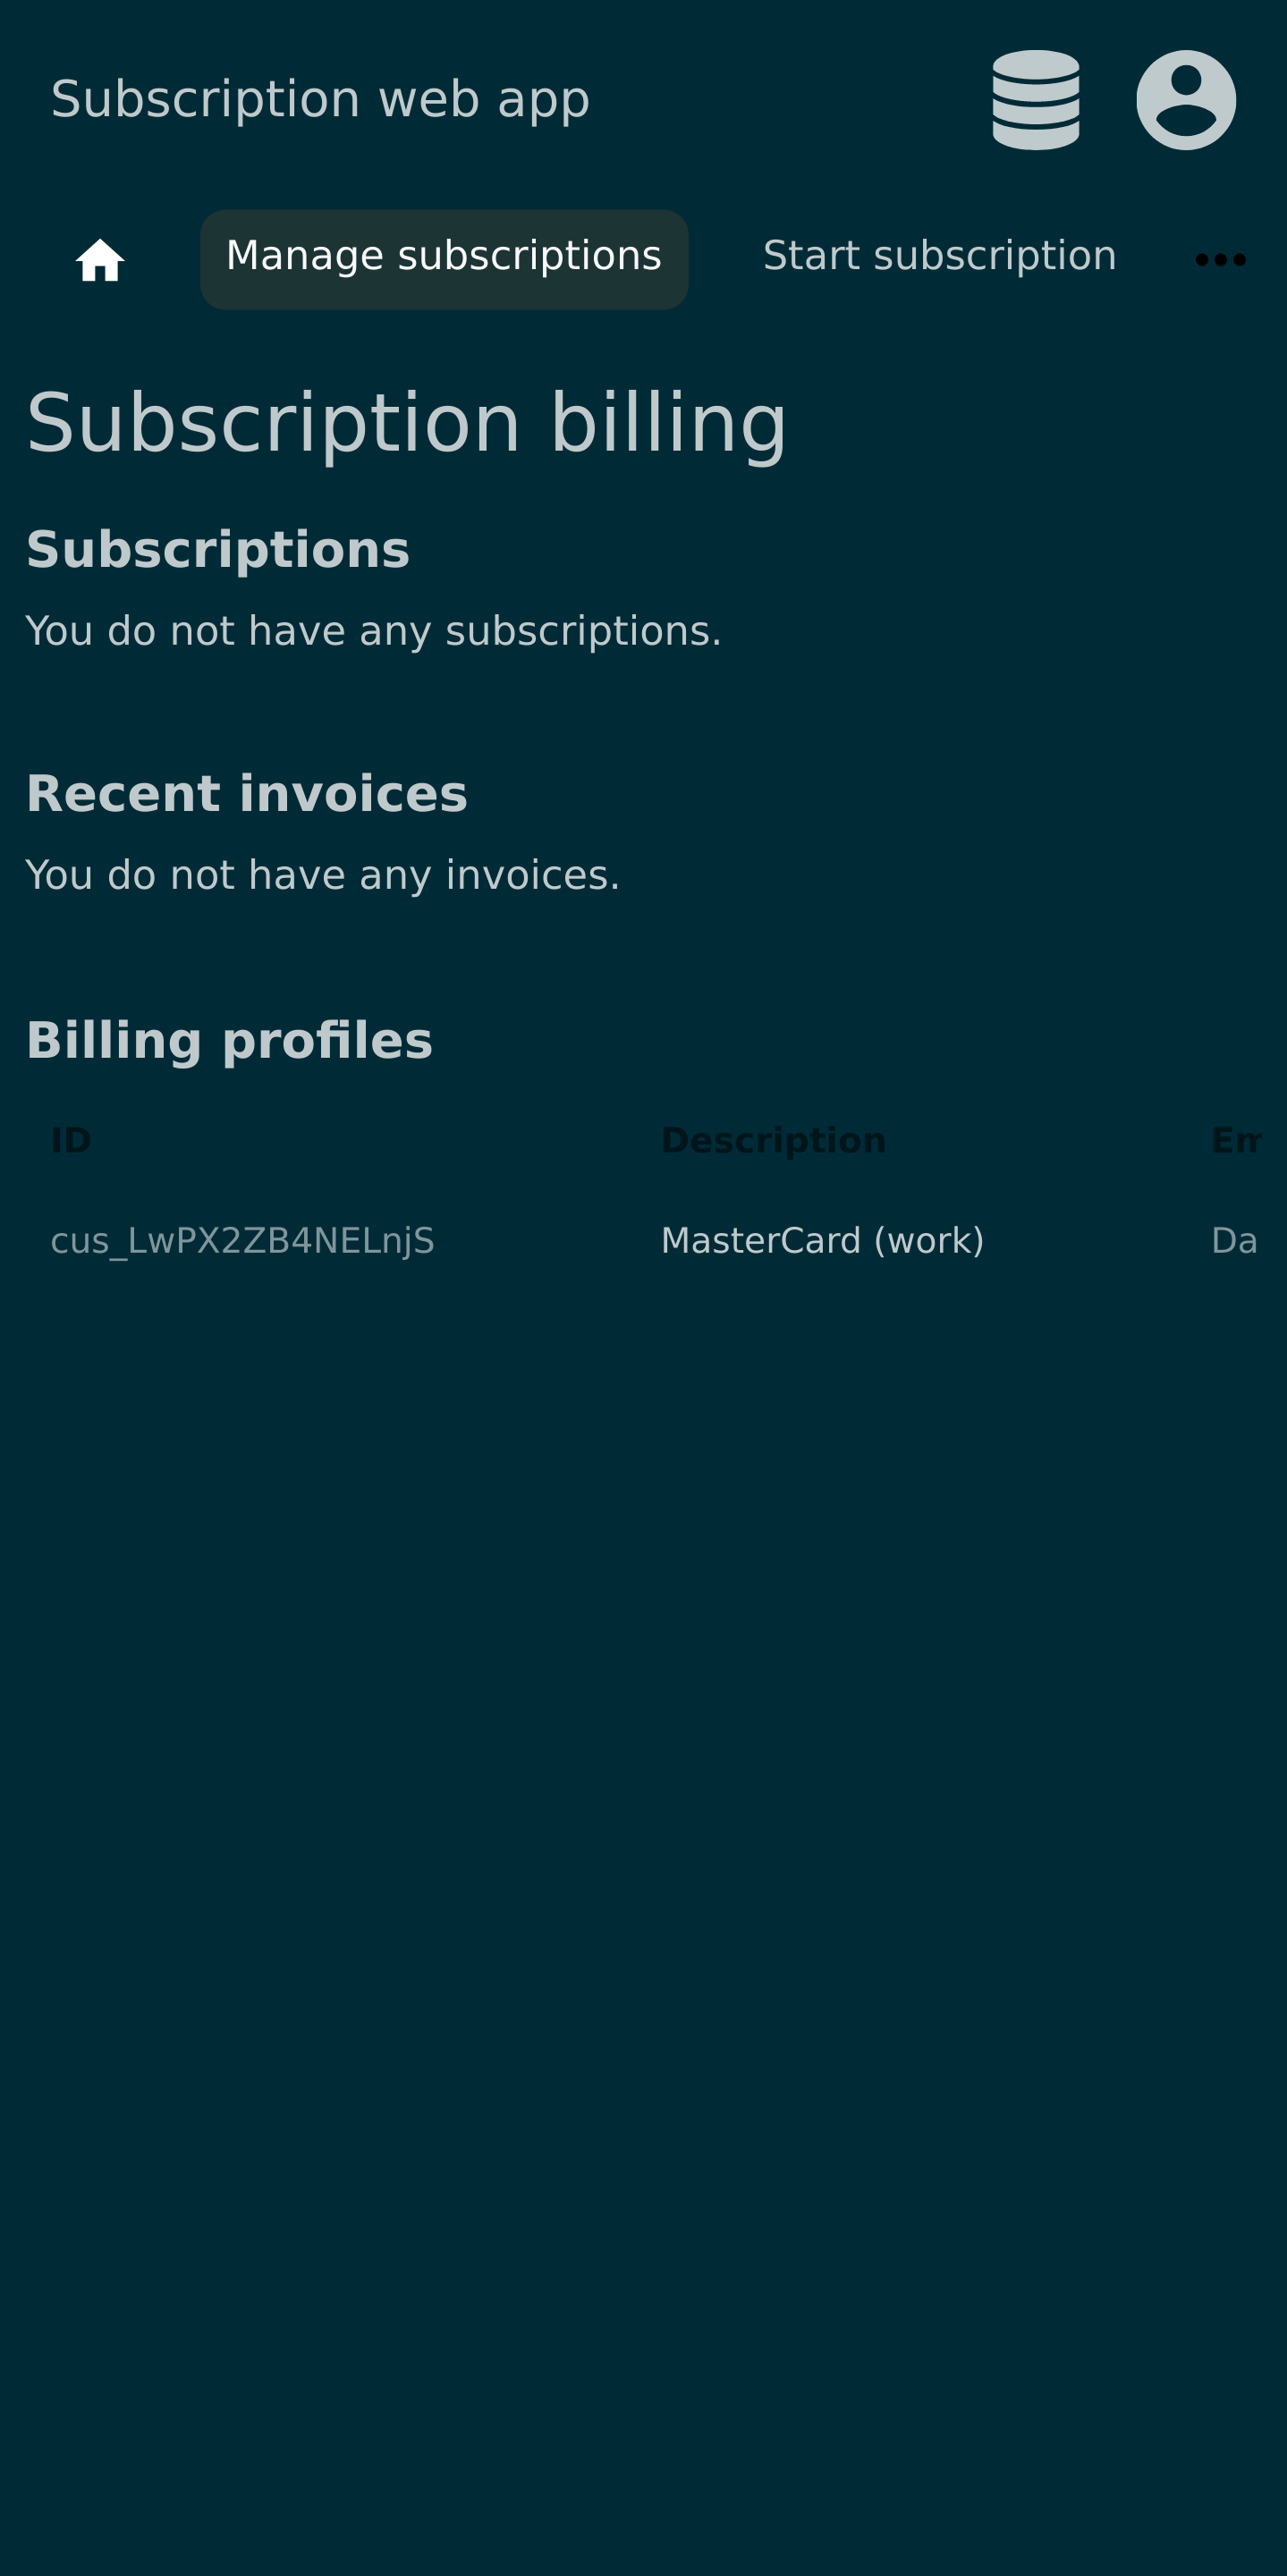 Subscription web app
Manage subscriptions
Start subscription
Subscription billing
Subscriptions
You do not have any subscriptions.
Recent invoices
You do not have any invoices.
Billing profiles
ID Description Em
cus_LwPX2ZB4NELnjS MasterCard (work) Da